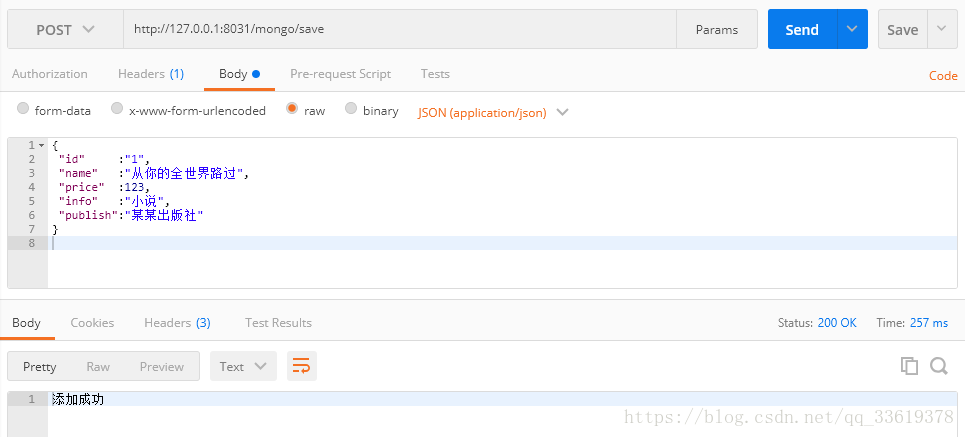 POST http://127.0.0.1:8031/mongo/save Params Send Save
Authorization Headers (1) Body Pre-request Script Tests Code
form-data x-www-form-urlencoded raw binary JSON (application/json)
1 {
2 "id" :"1",
3 "name" :"从你的全世界路过",
4 "price" :123,
5 "info" :"小说",
6 "publish":"某某出版社"
7 }
8
Body Cookies Headers (3) Test Results Status: 200 OK Time: 257 ms
Pretty Raw Preview Text
1 添加成功
https://blog.csdn.net/qq_33619378